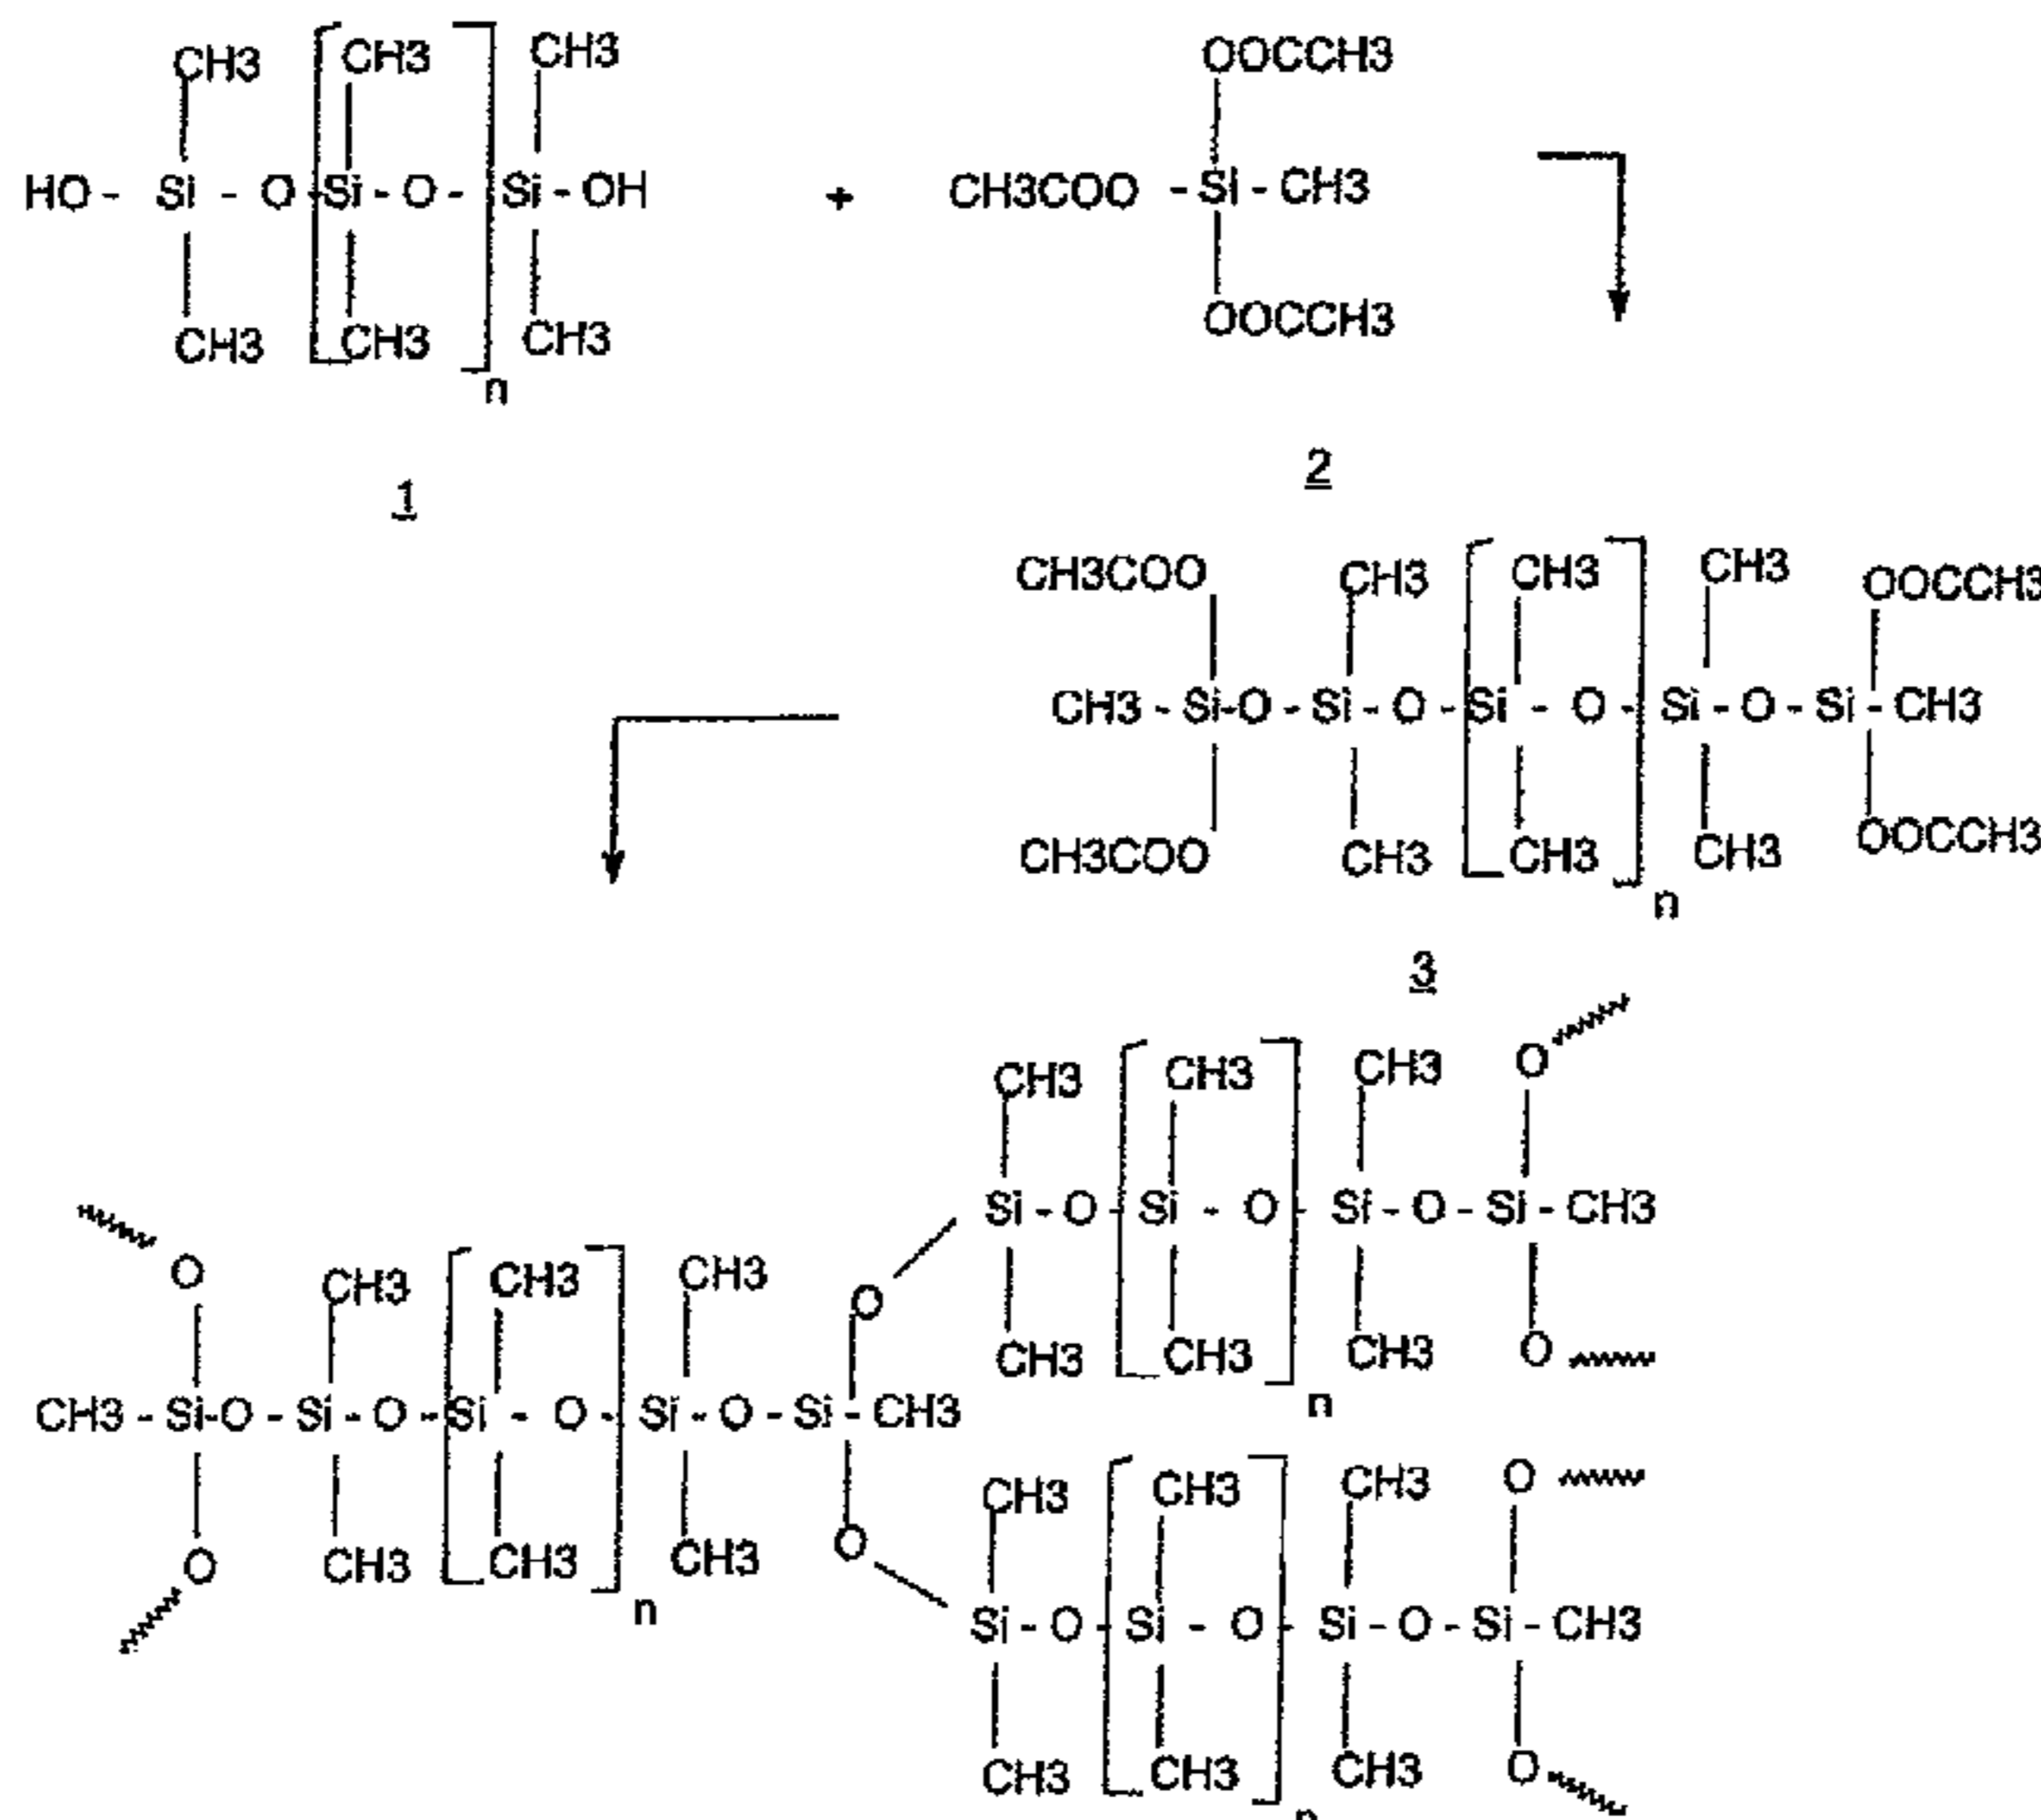 CH3 CH3 CH3 OOCCH3
HO - Si - O - Si - O - Si - OH + CH3COO - Si - CH3
CH3 CH3 CH3 OOCCH3
n
1 2
CH3COO CH3 CH3 CH3 OOCCH3
CH3 - Si - O - Si - O - Si - O - Si - O - Si - CH3
CH3COO CH3 CH3 CH3 OOCCH3
n
3
CH3 CH3 CH3 O
Si - O - Si - O - Si - O - Si - CH3
CH3 CH3 CH3 O
n
O CH3 CH3 CH3 O
CH3 - Si - O - Si - O - Si - O - Si - O - Si - CH3
O CH3 CH3 CH3 O
n
CH3 CH3 CH3 O
Si - O - Si - O - Si - O - Si - CH3
CH3 CH3 CH3 O
n